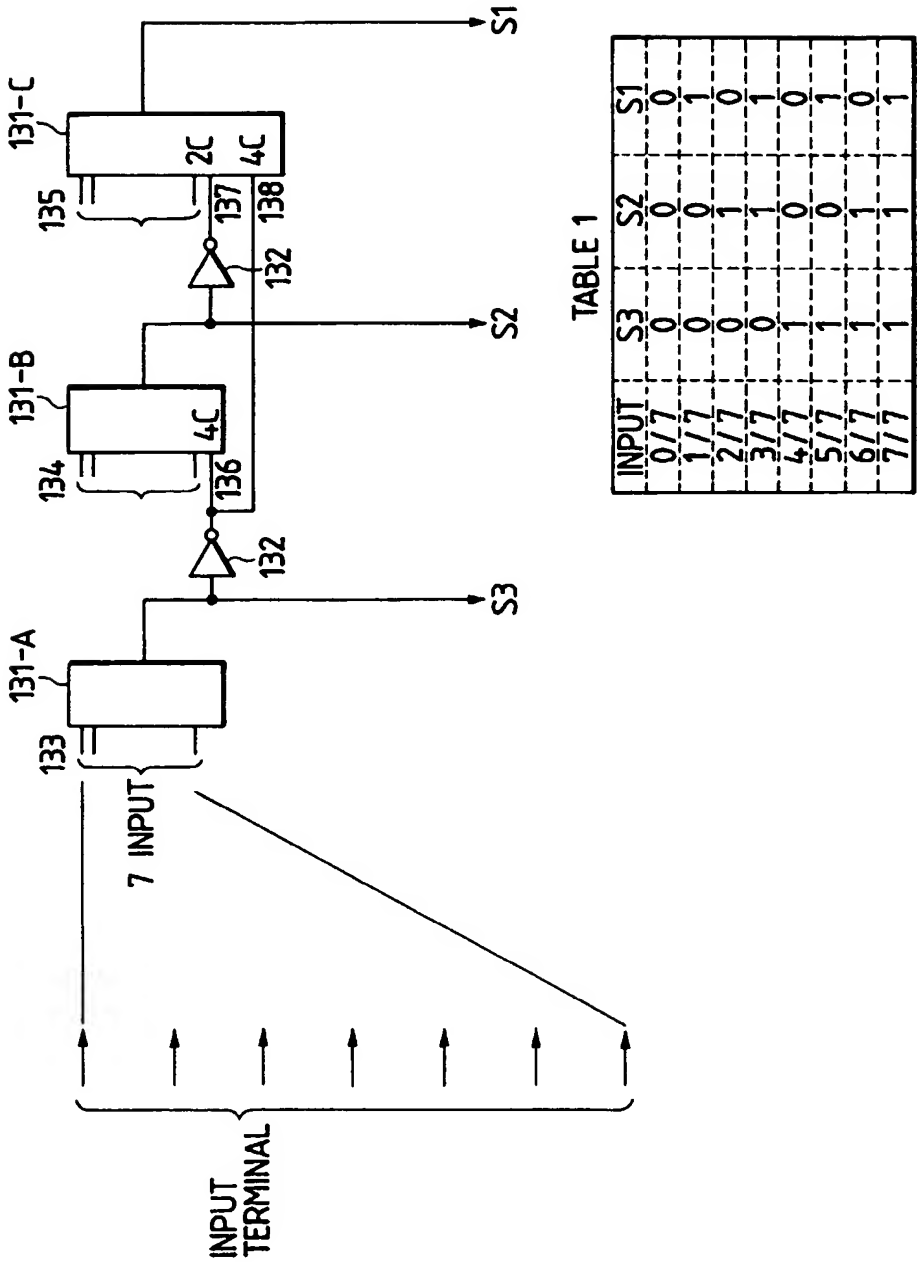 131-A
131-B
131-C
133
134
135
7 INPUT
4C
2C
4C
136
137
138
132
132
S3
S2
S1
INPUT
TERMINAL
TABLE 1
INPUT S3 S2 S1
0/7 0 0 0
1/7 0 0 1
2/7 0 1 0
3/7 0 1 1
4/7 1 0 0
5/7 1 0 1
6/7 1 1 0
7/7 1 1 1